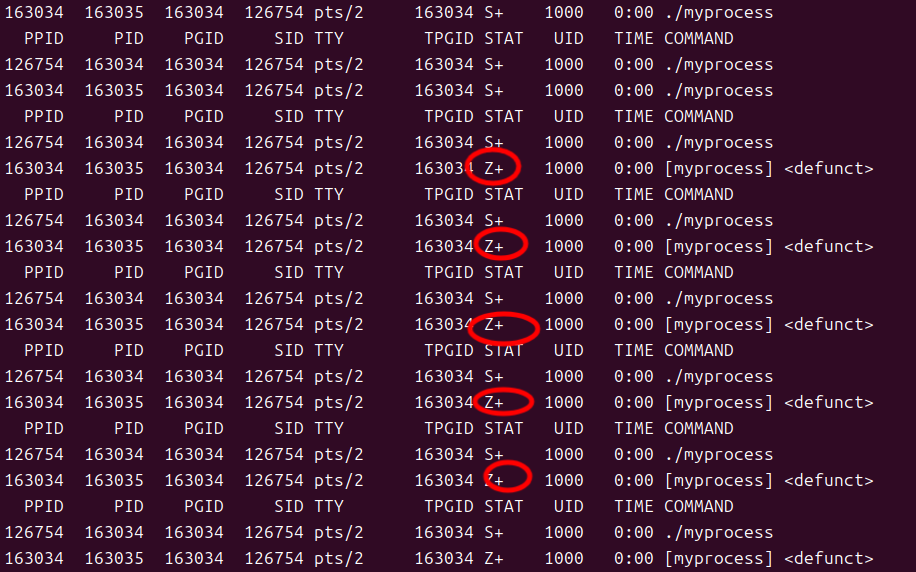 163034 163035 163034 126754 pts/2 163034 S+ 1000 0:00 ./myprocess
PPID PID PGID SID TTY TPGID STAT UID TIME COMMAND
126754 163034 163034 126754 pts/2 163034 S+ 1000 0:00 ./myprocess
163034 163035 163034 126754 pts/2 163034 S+ 1000 0:00 ./myprocess
PPID PID PGID SID TTY TPGID STAT UID TIME COMMAND
126754 163034 163034 126754 pts/2 163034 S+ 1000 0:00 ./myprocess
163034 163035 163034 126754 pts/2 163034 Z+ 1000 0:00 [myprocess] <defunct>
PPID PID PGID SID TTY TPGID STAT UID TIME COMMAND
126754 163034 163034 126754 pts/2 163034 S+ 1000 0:00 ./myprocess
163034 163035 163034 126754 pts/2 163034 Z+ 1000 0:00 [myprocess] <defunct>
PPID PID PGID SID TTY TPGID STAT UID TIME COMMAND
126754 163034 163034 126754 pts/2 163034 S+ 1000 0:00 ./myprocess
163034 163035 163034 126754 pts/2 163034 Z+ 1000 0:00 [myprocess] <defunct>
PPID PID PGID SID TTY TPGID STAT UID TIME COMMAND
126754 163034 163034 126754 pts/2 163034 S+ 1000 0:00 ./myprocess
163034 163035 163034 126754 pts/2 163034 Z+ 1000 0:00 [myprocess] <defunct>
PPID PID PGID SID TTY TPGID STAT UID TIME COMMAND
126754 163034 163034 126754 pts/2 163034 S+ 1000 0:00 ./myprocess
163034 163035 163034 126754 pts/2 163034 Z+ 1000 0:00 [myprocess] <defunct>
PPID PID PGID SID TTY TPGID STAT UID TIME COMMAND
126754 163034 163034 126754 pts/2 163034 S+ 1000 0:00 ./myprocess
163034 163035 163034 126754 pts/2 163034 Z+ 1000 0:00 [myprocess] <defunct>